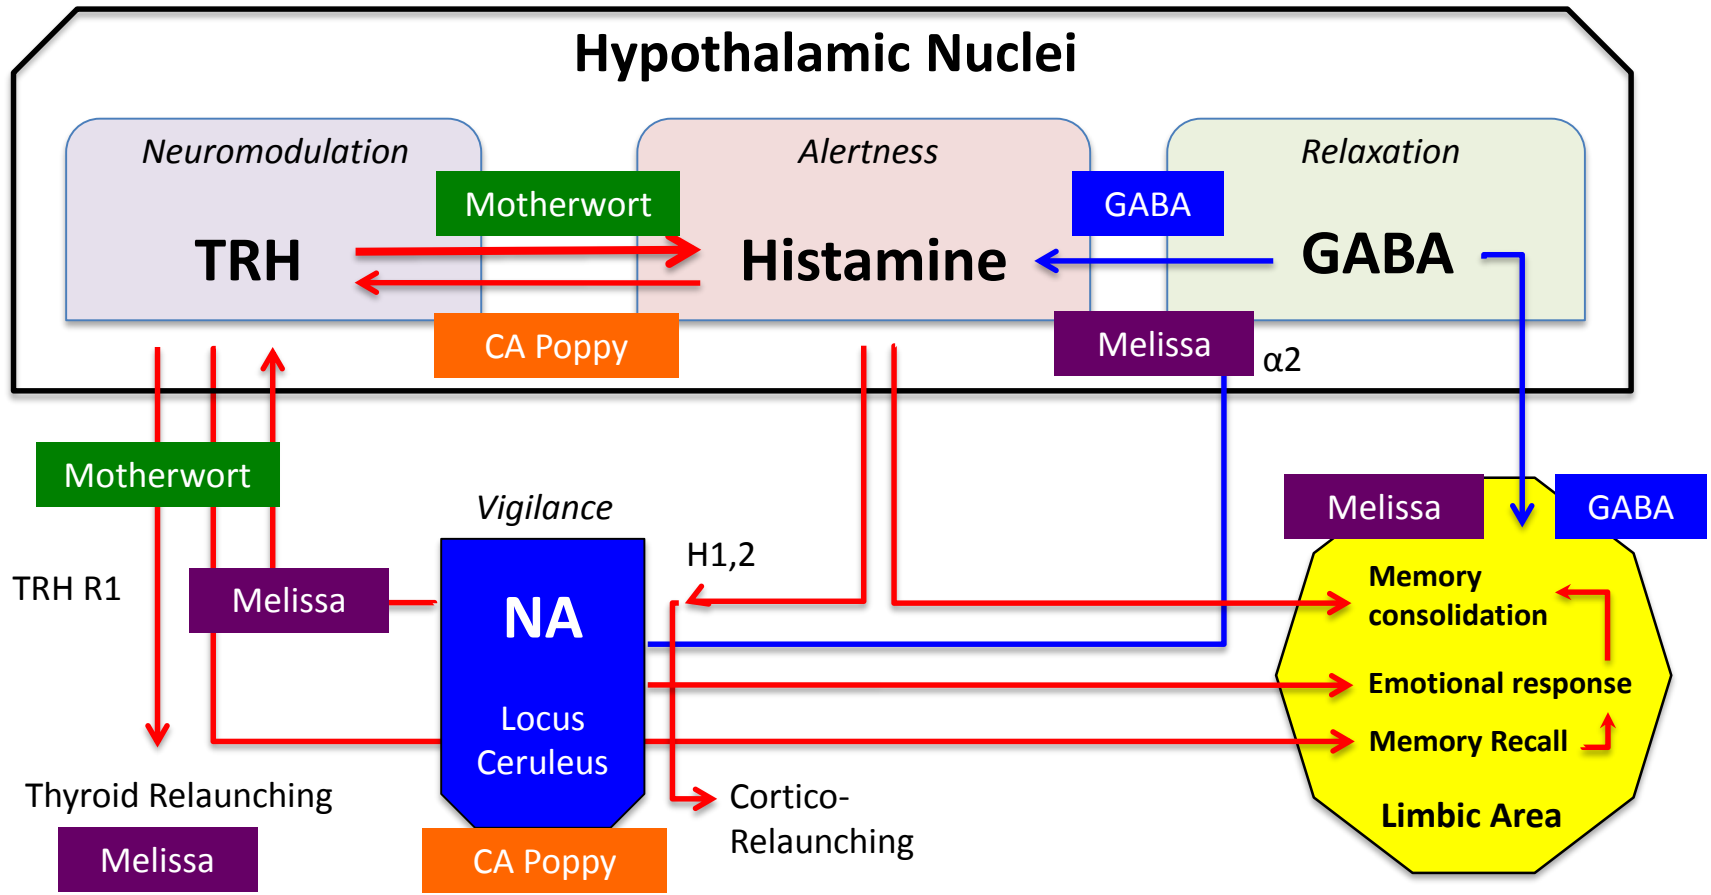 Hypothalamic Nuclei
Neuromodulation
Alertness
Relaxation
Motherwort
GABA
TRH
Histamine
GABA
CA Poppy
Melissa
α2
Motherwort
Vigilance
Melissa
GABA
TRH R1
Melissa
NA
H1,2
Memory
consolidation
Emotional response
Locus
Ceruleus
Memory Recall
Thyroid Relaunching
Cortico-
Relaunching
Limbic Area
Melissa
CA Poppy